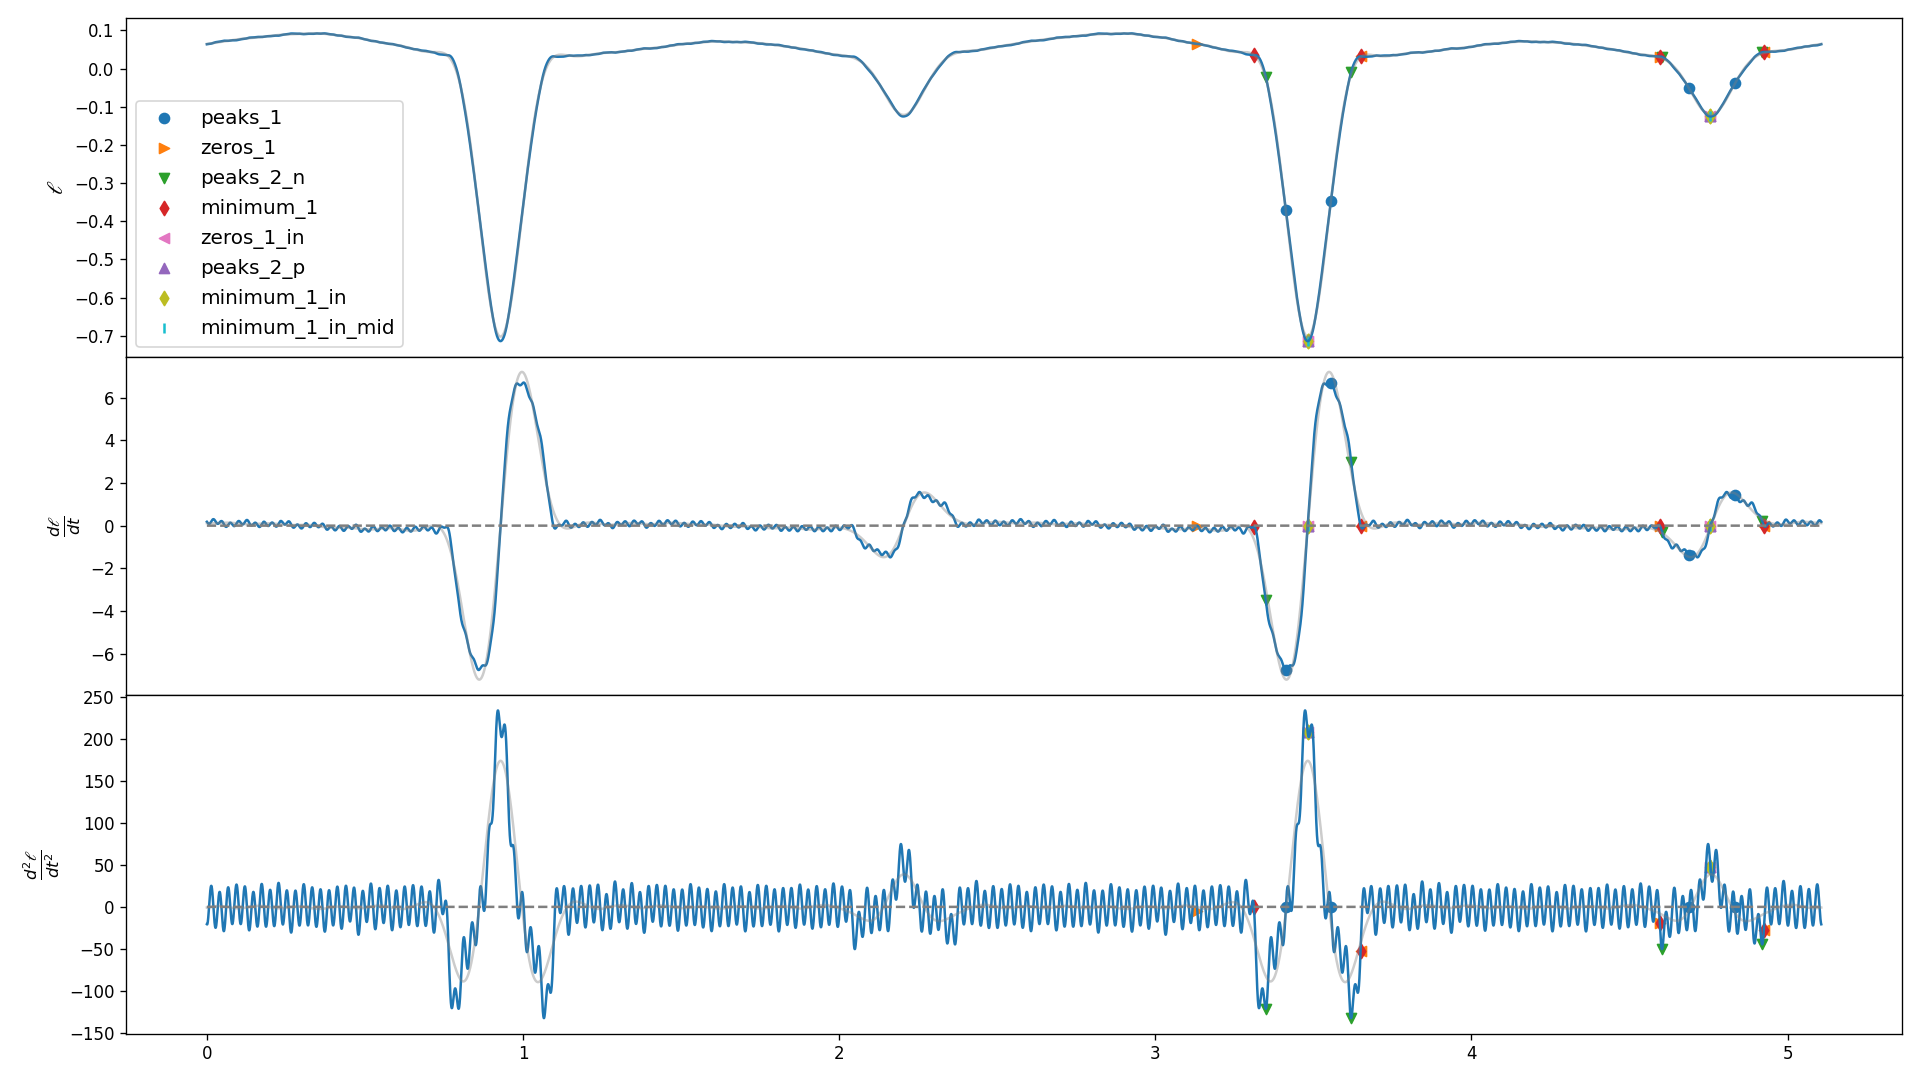 0.1
0.0
−0.1
−0.2
−0.3
−0.4
−0.5
−0.6
−0.7
ℓ
peaks_1
zeros_1
peaks_2_n
minimum_1
zeros_1_in
peaks_2_p
minimum_1_in
minimum_1_in_mid
6
4
2
0
−2
−4
−6
dℓ
dt
250
200
150
100
50
0
−50
−100
−150
d²ℓ
dt²
0 1 2 3 4 5